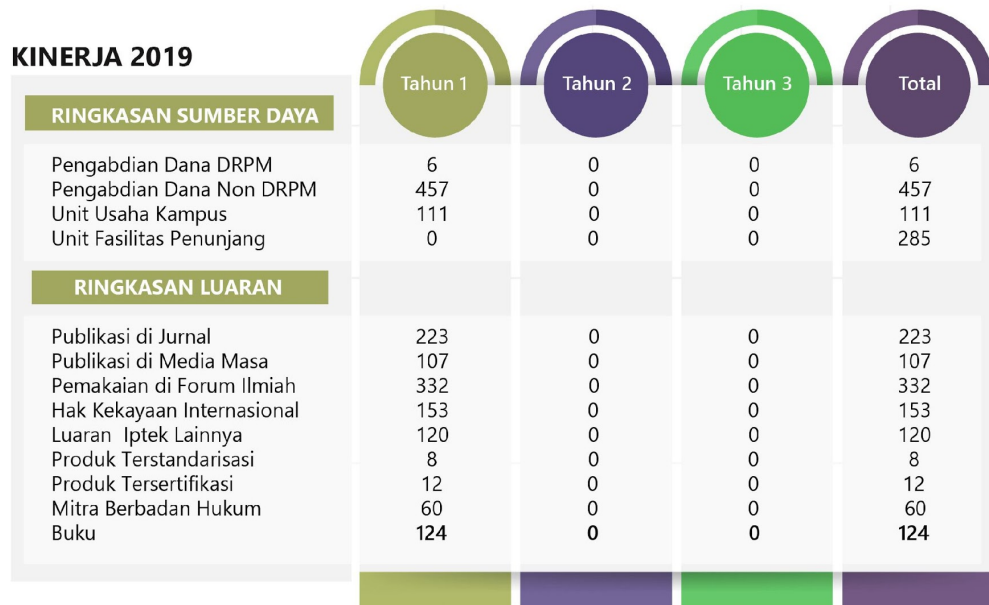 KINERJA 2019
Tahun 1 Tahun 2 Tahun 3 Total
RINGKASAN SUMBER DAYA
Pengabdian Dana DRPM 6 0 0 6
Pengabdian Dana Non DRPM 457 0 0 457
Unit Usaha Kampus 111 0 0 111
Unit Fasilitas Penunjang 0 0 0 285
RINGKASAN LUARAN
Publikasi di Jurnal 223 0 0 223
Publikasi di Media Masa 107 0 0 107
Pemakaian di Forum Ilmiah 332 0 0 332
Hak Kekayaan Internasional 153 0 0 153
Luaran Iptek Lainnya 120 0 0 120
Produk Terstandarisasi 8 0 0 8
Produk Tersertifikasi 12 0 0 12
Mitra Berbadan Hukum 60 0 0 60
Buku 124 0 0 124